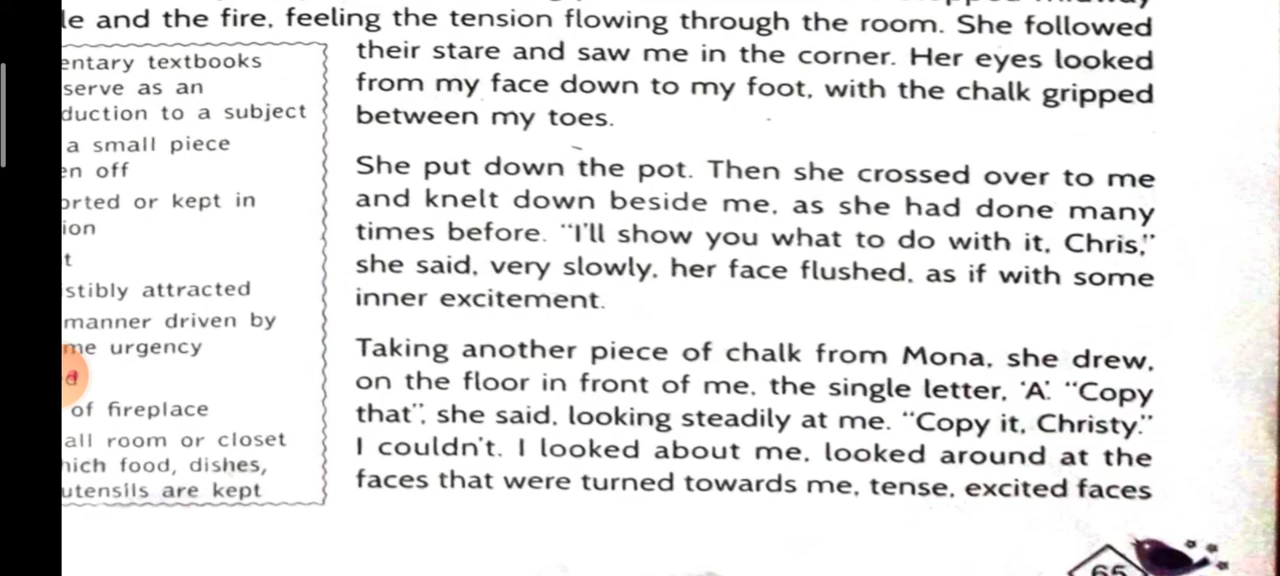 le and the fire, feeling the tension flowing through the room. She followed
their stare and saw me in the corner. Her eyes looked
from my face down to my foot, with the chalk gripped
between my toes.
She put down the pot. Then she crossed over to me
and knelt down beside me, as she had done many
times before. "I'll show you what to do with it, Chris,"
she said, very slowly, her face flushed, as if with some
inner excitement.
Taking another piece of chalk from Mona, she drew,
on the floor in front of me, the single letter, 'A'. "Copy
that", she said, looking steadily at me. "Copy it, Christy."
I couldn't. I looked about me, looked around at the
faces that were turned towards me, tense, excited faces
entary textbooks
serve as an
duction to a subject
a small piece
en off
orted or kept in
ion
t
stibly attracted
manner driven by
me urgency
d
of fireplace
all room or closet
hich food, dishes,
utensils are kept
65